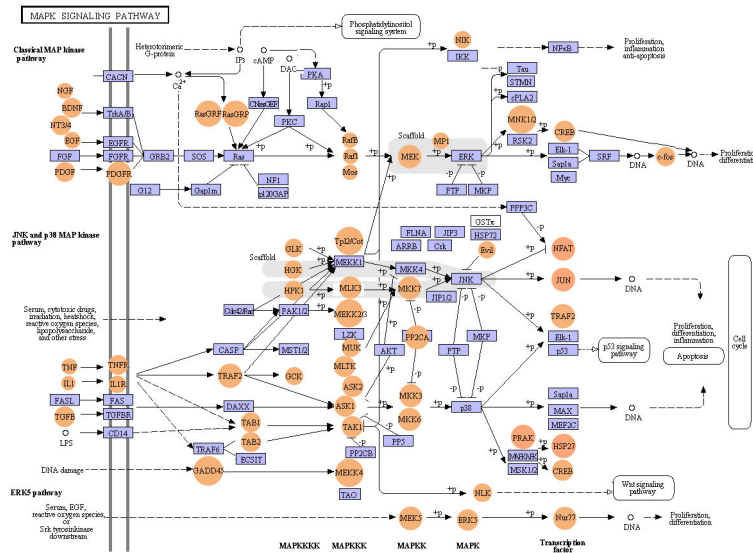 MAPK SIGNALING PATHWAY
Classical MAP kinase
pathway
Heterotorimeric
G-protein
IP3
cAMP
DAG
Ca2+
Phosphatidylinositol
signaling system
NIK
IKK
NFκB
Proliferation,
inflammation
anti-apoptosis
CACN
NGF
BDNF
NT3/4
EGF
FGF
PDGF
TrkA/B
EGFR
FGFR
PDGFR
GRB2
SOS
G12
Gap1m
RasGRF
RasGRP
CNasGEF
PKA
PKC
Rap1
Ras
NF1
p120GAP
RafB
Raf1
Mos
Scaffold
MEK
MP1
ERK
PTP
MKP
Tau
STMN
cPLA2
MNK1/2
RSK2
CREB
Elk-1
Sap1a
Myc
SRF
DNA
c-fos
DNA
Proliferation,
differentiation
JNK and p38 MAP kinase
pathway
Scaffold
GLK
HGK
HPK1
Tpl2/Cot
MEKK1
MLK3
MEKK2/3
LZK
MUK
MLTK
ASK2
ASK1
TAK1
PP2CB
MEKK4
TAO
FLNA
ARRB
JIP3
Crk
GSTπ
HSP72
Evil
MKK4
MKK7
JNK
JIP1/2
PP2CA
AKT
PTP
MKP
MKK3
MKK6
p38
PP5
PPP3C
NFAT
JUN
DNA
TRAF2
Elk-1
p53
p53 signaling
pathway
Proliferation,
differentiation,
inflammation
Apoptosis
Cell
cycle
Sap1a
MAX
MEF2C
DNA
PRAK
MAPKAPK
MSK1/2
HSP27
CREB
Serum, cytotoxic drugs,
irradiation, heatshock,
reactive oxygen species,
lipopolysaccharide,
and other stress
Cdc42/Rac
PAK1/2
CASP
MST1/2
TRAF2
GCK
TNF
IL1
FASL
TGFB
LPS
TNFR
IL1R
FAS
TGFBR
CD14
DAXX
TAB1
TAB2
TRAF6
ECSIT
DNA damage
GADD45
NLK
Wnt signaling
pathway
ERK5 pathway
Serum, EGF,
reactive oxygen species,
or
Srk tyrosinkinase
downstream
MEK5
ERK5
Nur77
DNA
Proliferation,
differentiation
MAPKKKK
MAPKKK
MAPKK
MAPK
Transcription
factor